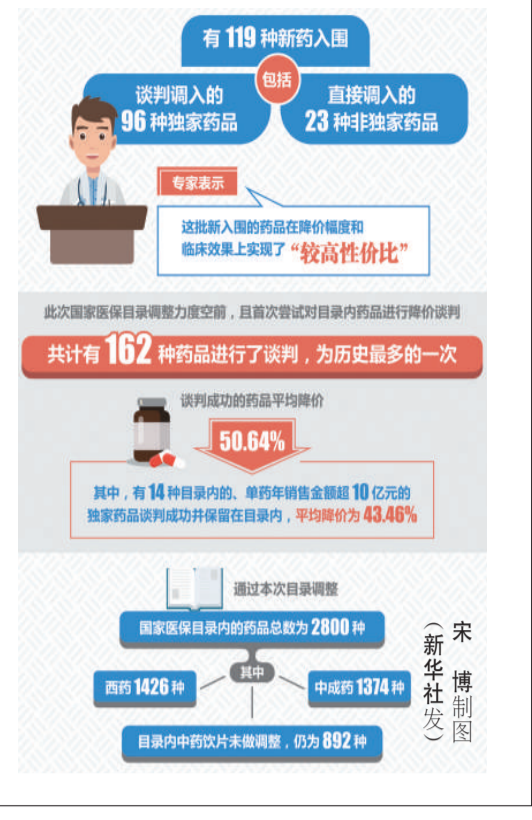 有119种新药入围
包括
谈判调入的
96种独家药品
直接调入的
23种非独家药品
专家表示
这批新入围的药品在降价幅度和
临床效果上实现了“较高性价比”
此次国家医保目录调整力度空前，且首次尝试对目录内药品进行降价谈判
共计有162种药品进行了谈判，为历史最多的一次
谈判成功的药品平均降价
50.64%
其中，有14种目录内的、单药年销售金额超10亿元的
独家药品谈判成功并保留在目录内，平均降价为43.46%
通过本次目录调整
国家医保目录内的药品总数为2800种
其中
西药1426种
中成药1374种
目录内中药饮片未做调整，仍为892种
宋 博制图
（新华社发）